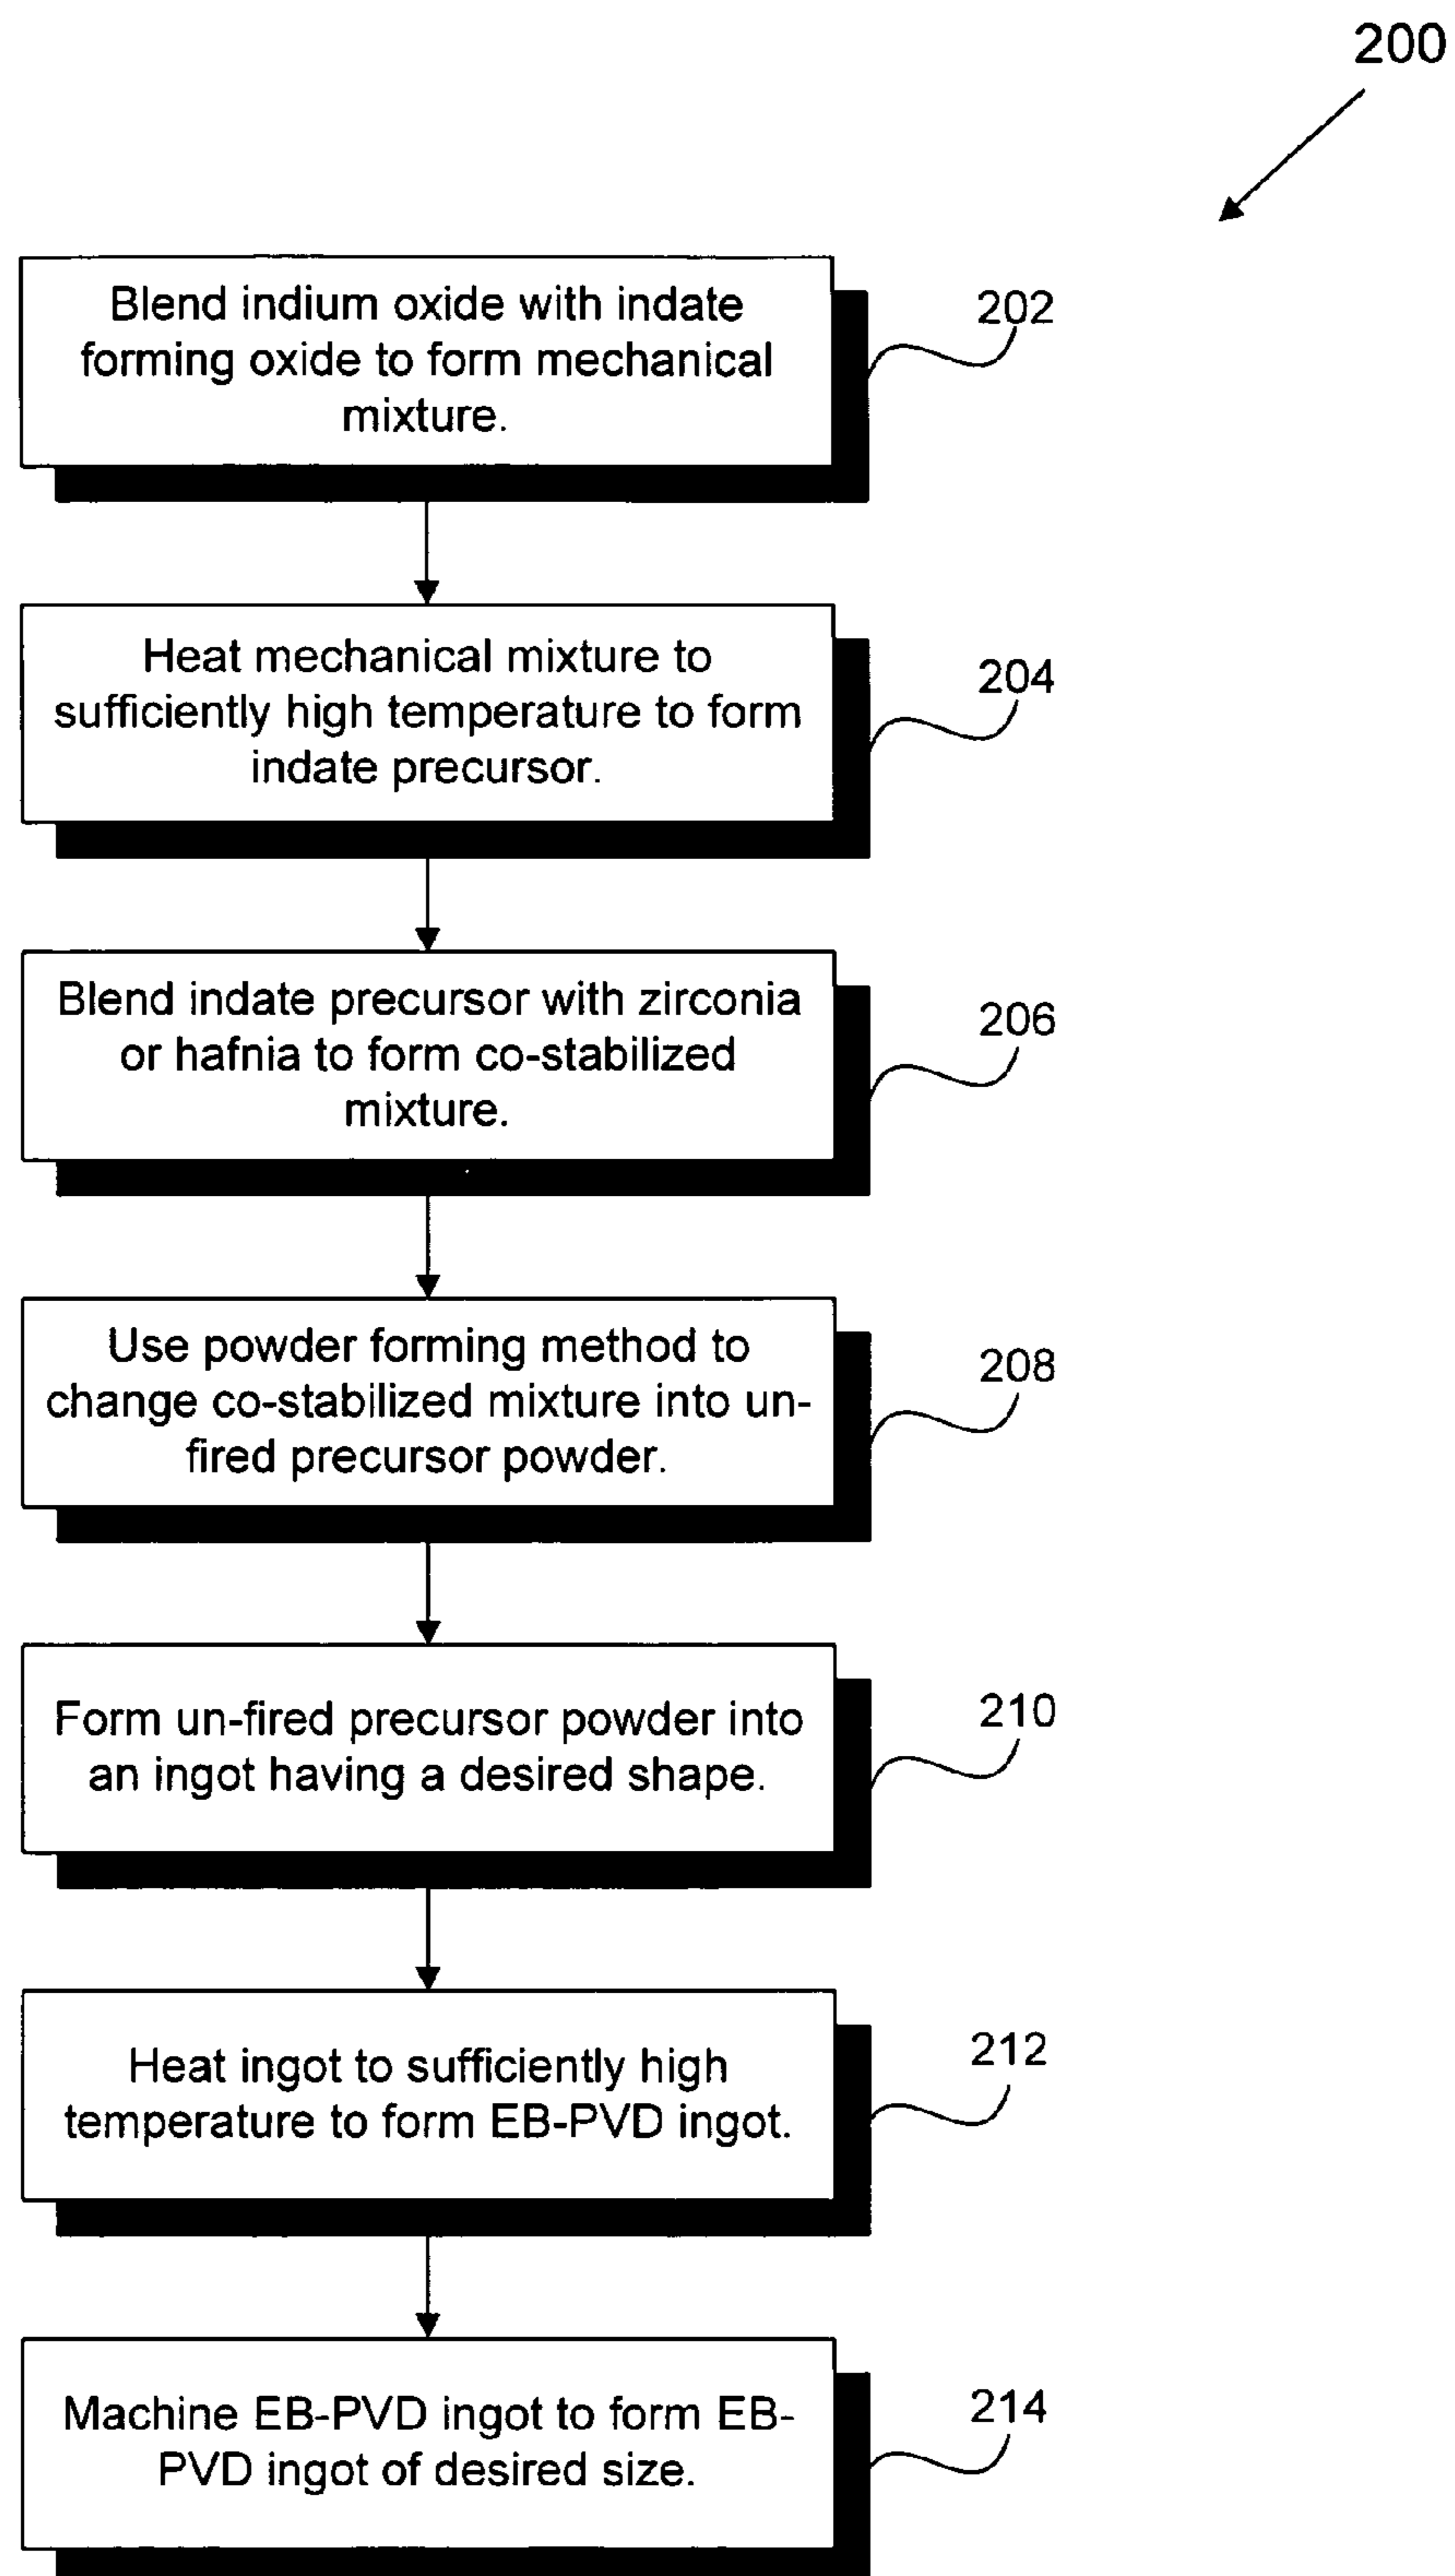 200
Blend indium oxide with indate
forming oxide to form mechanical
mixture.
202
Heat mechanical mixture to
sufficiently high temperature to form
indate precursor.
204
Blend indate precursor with zirconia
or hafnia to form co-stabilized
mixture.
206
Use powder forming method to
change co-stabilized mixture into un-
fired precursor powder.
208
Form un-fired precursor powder into
an ingot having a desired shape.
210
Heat ingot to sufficiently high
temperature to form EB-PVD ingot.
212
Machine EB-PVD ingot to form EB-
PVD ingot of desired size.
214